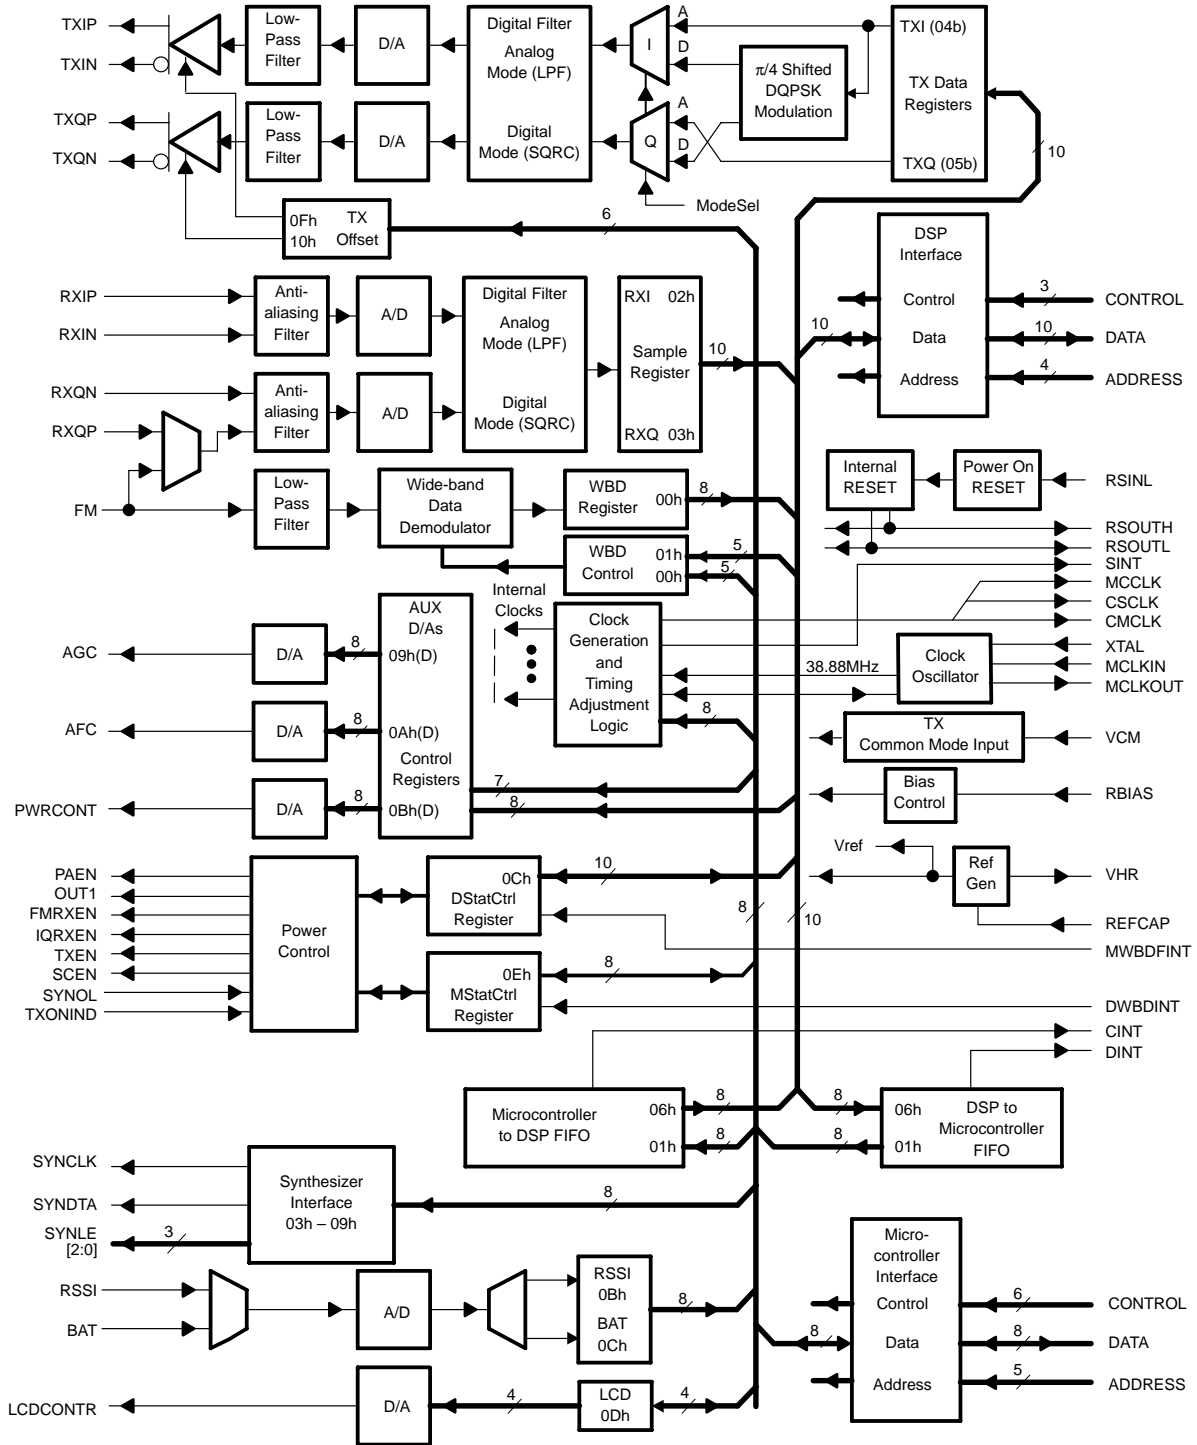 TXIP
TXIN
TXQP
TXQN
Low-
Pass
Filter
D/A
Low-
Pass
Filter
D/A
Digital Filter
Analog
Mode (LPF)
Digital
Mode (SQRC)
I
Q
A
D
A
D
π/4 Shifted
DQPSK
Modulation
TXI (04b)
TX Data
Registers
TXQ (05b)
10
ModeSel
0Fh
10h
TX
Offset
6
RXIP
RXIN
RXQN
RXQP
FM
Anti-
aliasing
Filter
A/D
Anti-
aliasing
Filter
A/D
Digital Filter
Analog
Mode (LPF)
Digital
Mode (SQRC)
RXI 02h
Sample
Register
RXQ 03h
10
DSP
Interface
Control
Data
Address
10
3
10
4
CONTROL
DATA
ADDRESS
Low-
Pass
Filter
Wide-band
Data
Demodulator
WBD
Register
00h
8
WBD
Control
01h
00h
5
5
Internal
RESET
Power On
RESET
RSINL
RSOUTH
RSOUTL
SINT
MCCLK
CSCLK
CMCLK
XTAL
MCLKIN
MCLKOUT
Internal
Clocks
Clock
Generation
and
Timing
Adjustment
Logic
38.88MHz
8
Clock
Oscillator
AGC
AFC
PWRCONT
D/A
D/A
D/A
8
8
8
AUX
D/As
09h(D)
0Ah(D)
Control
Registers
0Bh(D)
7
8
TX
Common Mode Input
VCM
Bias
Control
RBIAS
Vref
Ref
Gen
VHR
REFCAP
MWBDFINT
DWBDINT
CINT
DINT
PAEN
OUT1
FMRXEN
IQRXEN
TXEN
SCEN
SYNOL
TXONIND
Power
Control
0Ch
DStatCtrl
Register
10
0Eh
MStatCtrl
Register
8
8
10
Microcontroller
to DSP FIFO
06h
01h
8
8
8
8
06h
01h
DSP to
Microcontroller
FIFO
SYNCLK
SYNDTA
SYNLE
[2:0]
3
Synthesizer
Interface
03h – 09h
8
RSSI
BAT
A/D
RSSI
0Bh
BAT
0Ch
8
LCDCONTR
D/A
4
LCD
0Dh
4
Micro-
controller
Interface
Control
Data
Address
8
6
8
5
CONTROL
DATA
ADDRESS